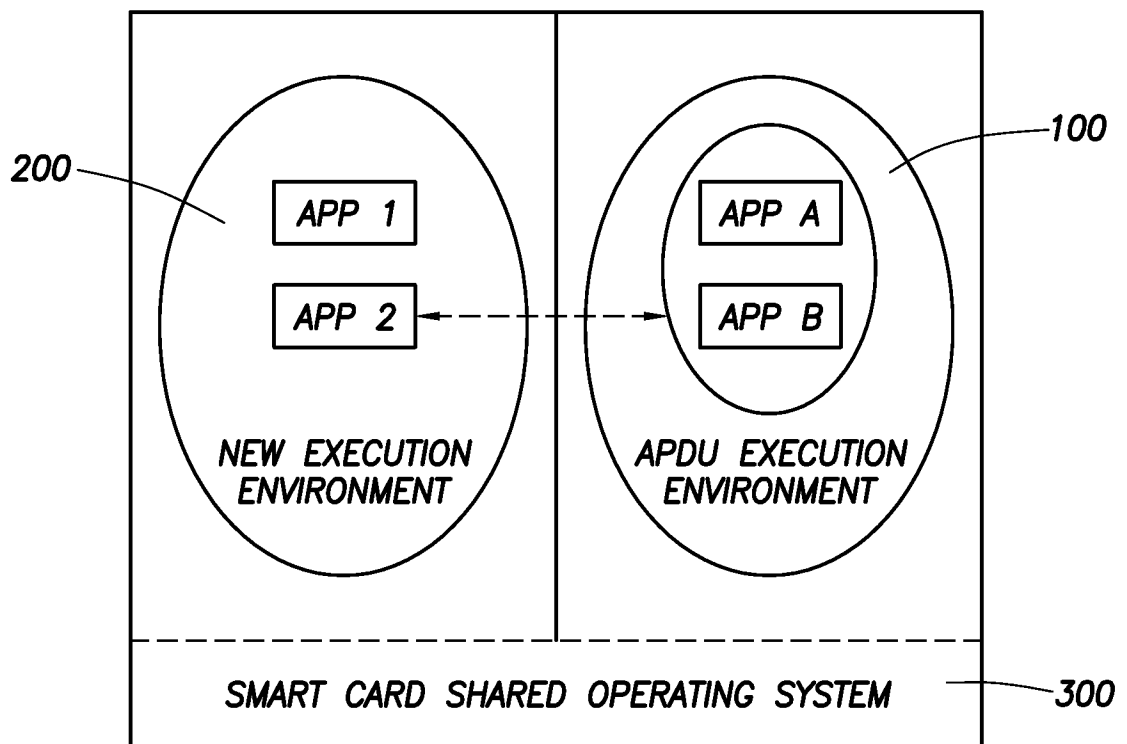 100
200
APP 1
APP A
APP 2
APP B
NEW EXECUTION
ENVIRONMENT
APDU EXECUTION
ENVIRONMENT
SMART CARD SHARED OPERATING SYSTEM
300